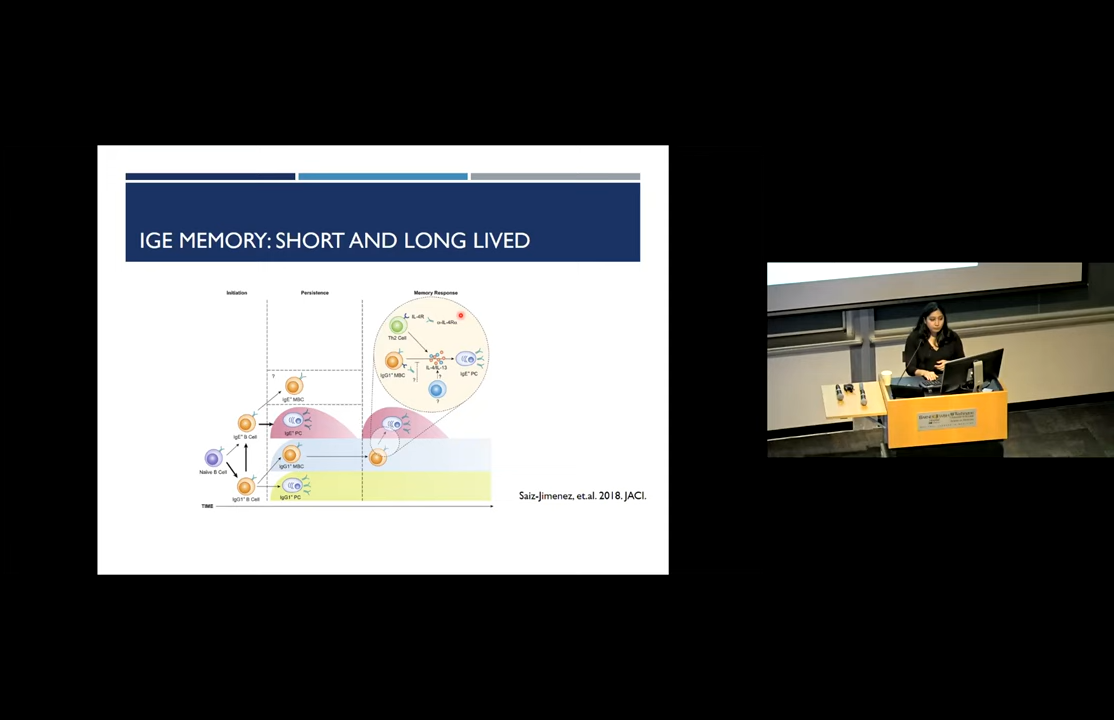 IGE MEMORY: SHORT AND LONG LIVED
Initiation
Persistence
Memory Response
IL-4R
α-IL-4Rα
Th2 Cell
IgG1⁺ MBC
IL-4/IL-13
IgE⁺ PC
?
?
?
IgE⁺ MBC
IgE⁺ B Cell
IgE⁺ PC
Naive B Cell
IgG1⁺ MBC
IgG1⁺ B Cell
IgG1⁺ PC
TIME
Saiz-Jimenez, et.al. 2018. JACI.